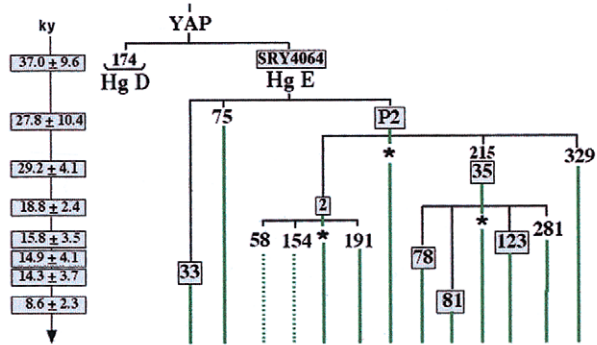 ky
YAP
37.0 ± 9.6
174
SRY4064
Hg D
Hg E
27.8 ± 10.4
75
P2
29.2 ± 4.1
*
215
35
329
18.8 ± 2.4
2
*
15.8 ± 3.5
58 154 * 191
281
123
14.9 ± 4.1
78
14.3 ± 3.7
33
8.6 ± 2.3
81